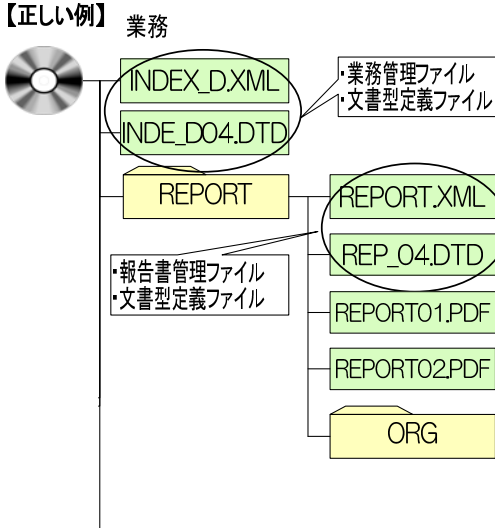 【正しい例】 業務
INDEX_D.XML
INDE_D04.DTD
・業務管理ファイル
・文書型定義ファイル
REPORT
REPORT.XML
REP_04.DTD
・報告書管理ファイル
・文書型定義ファイル
REPORT01.PDF
REPORT02.PDF
ORG